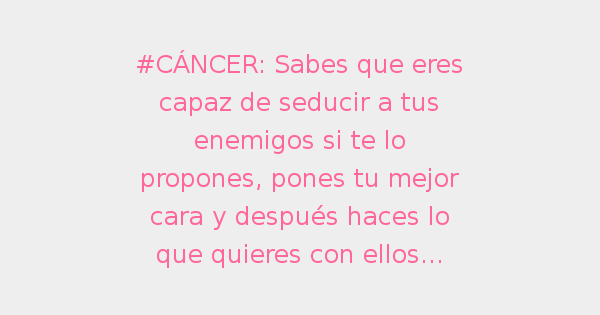 #CÁNCER: Sabes que eres
capaz de seducir a tus
enemigos si te lo
propones, pones tu mejor
cara y después haces lo
que quieres con ellos...